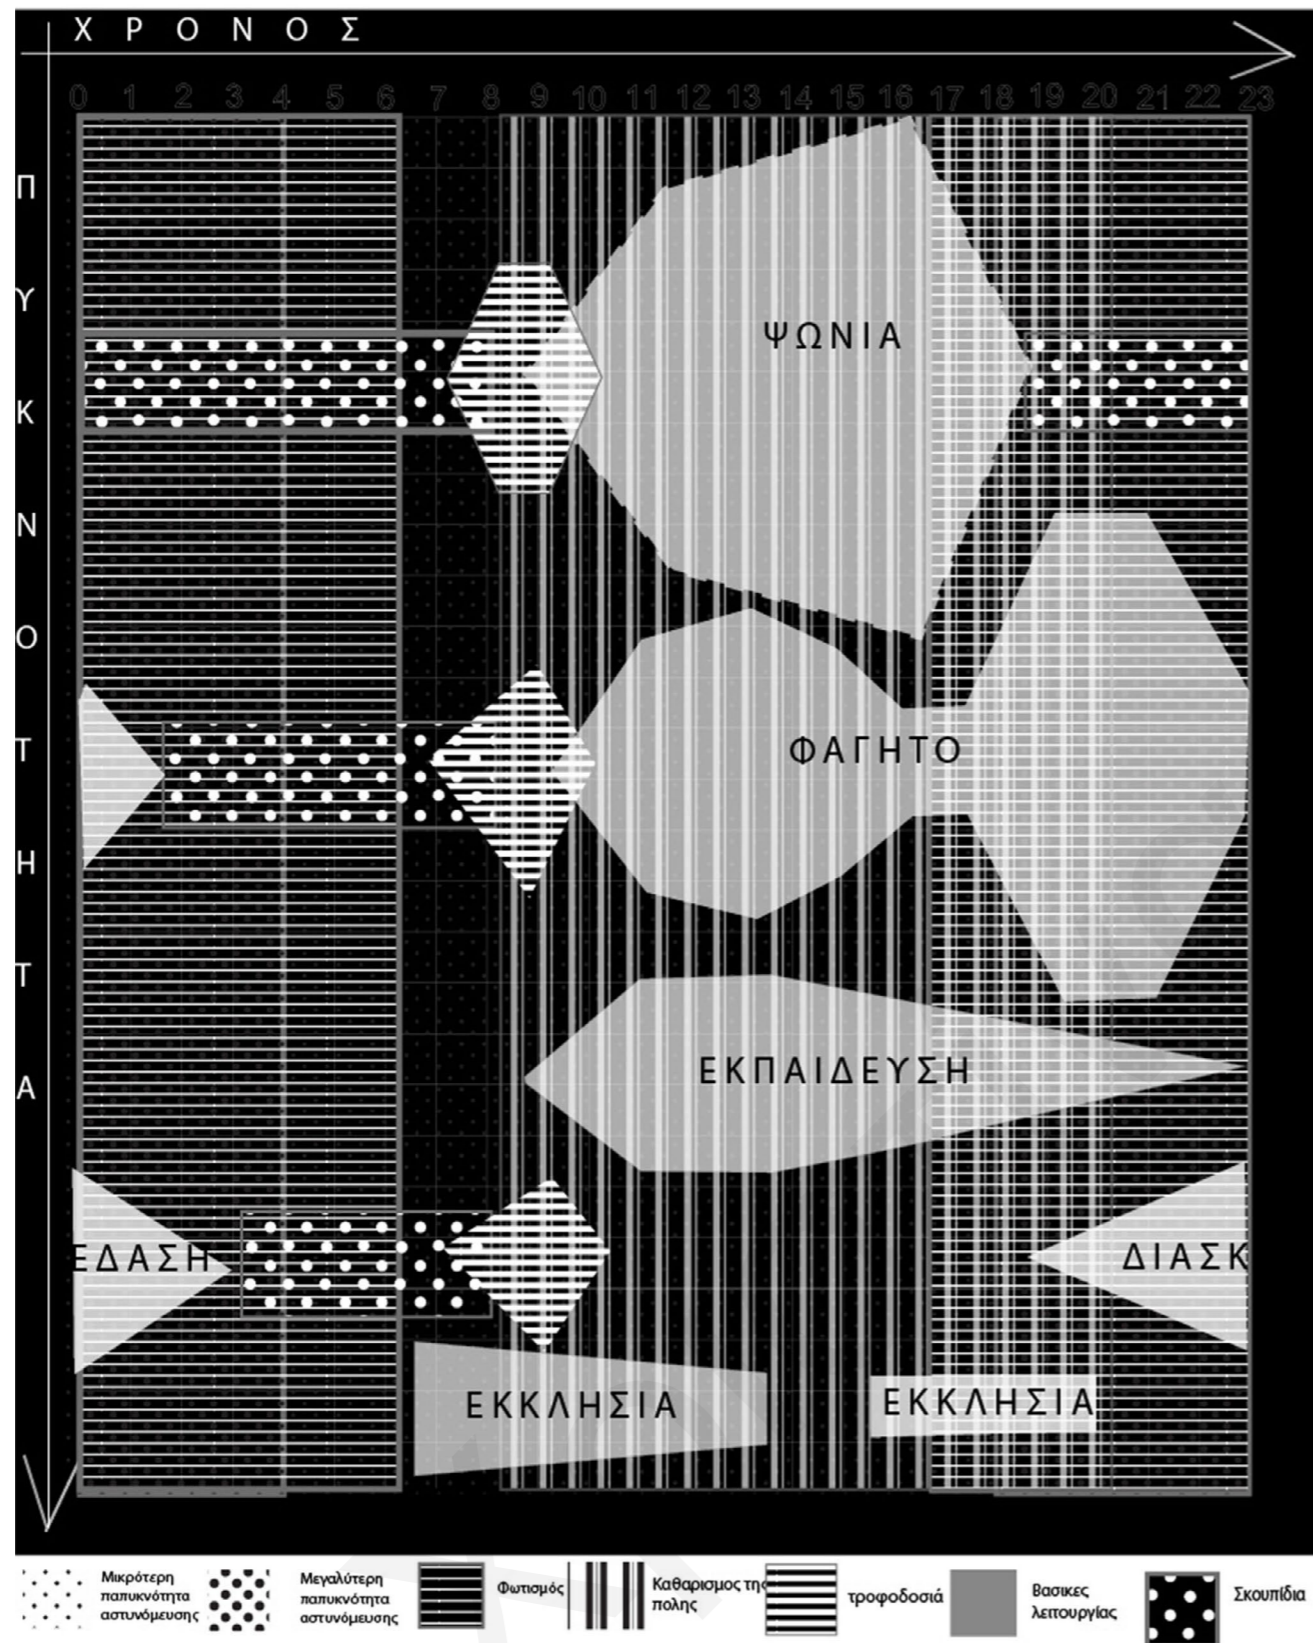 ΧΡΟΝΟΣ
0 1 2 3 4 5 6 7 8 9 10 11 12 13 14 15 16 17 18 19 20 21 22 23
ΠΥΚΝΟΤΗΤΑ
ΨΩΝΙΑ
ΦΑΓΗΤΟ
ΕΚΠΑΙΔΕΥΣΗ
ΕΔΑΣΗ
ΔΙΑΣΚ
ΕΚΚΛΗΣΙΑ
ΕΚΚΛΗΣΙΑ
Μικρότερη
παπυκνότητα
αστυνόμευσης
Μεγαλύτερη
παπυκνότητα
αστυνόμευσης
Φωτισμός
Καθαρισμος της
πολης
τροφοδοσιά
Βασικες
λειτουργίας
Σκουπίδια